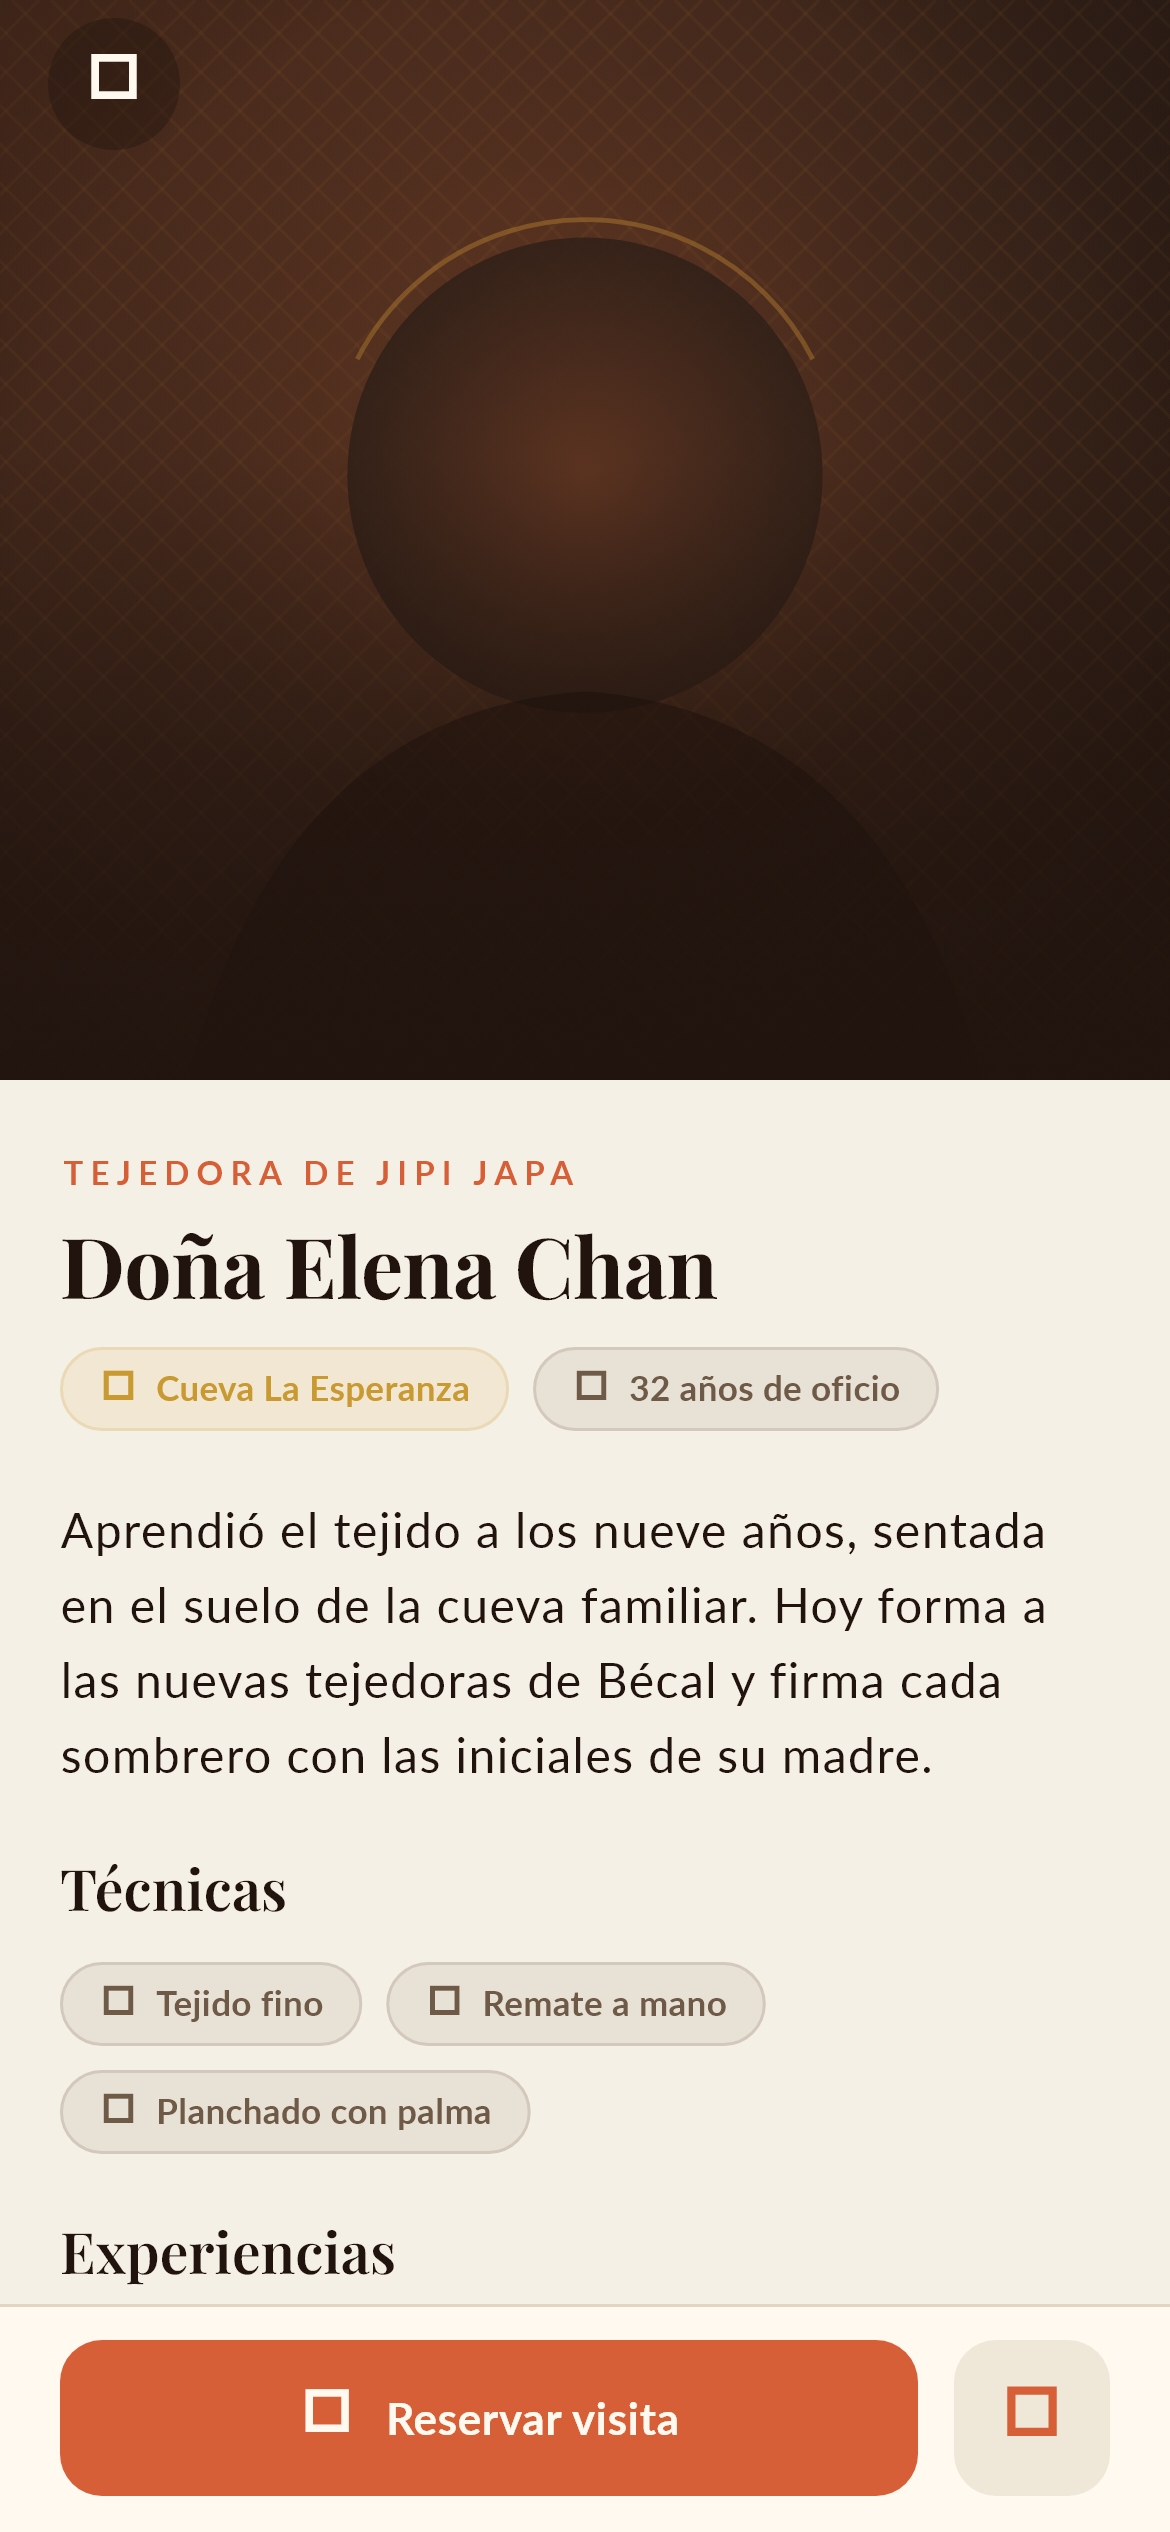 TEJEDORA DE JIPI JAPA
Doña Elena Chan
Cueva La Esperanza
32 años de oficio
Aprendió el tejido a los nueve años, sentada
en el suelo de la cueva familiar. Hoy forma a
las nuevas tejedoras de Bécal y firma cada
sombrero con las iniciales de su madre.
Técnicas
Tejido fino
Remate a mano
Planchado con palma
Experiencias
Reservar visita